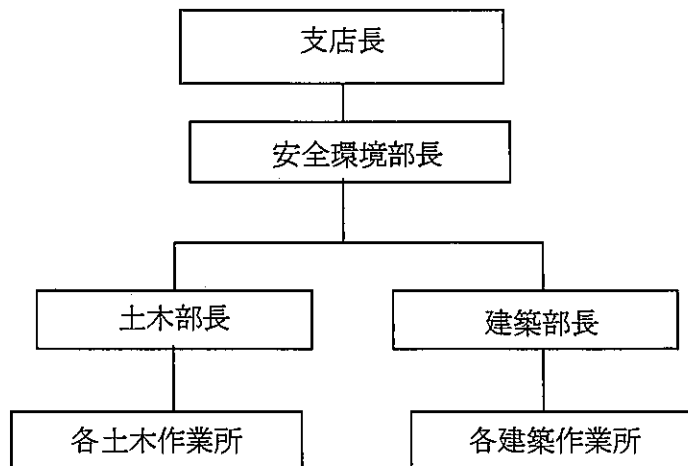 支店長
安全環境部長
土木部長
建築部長
各土木作業所
各建築作業所